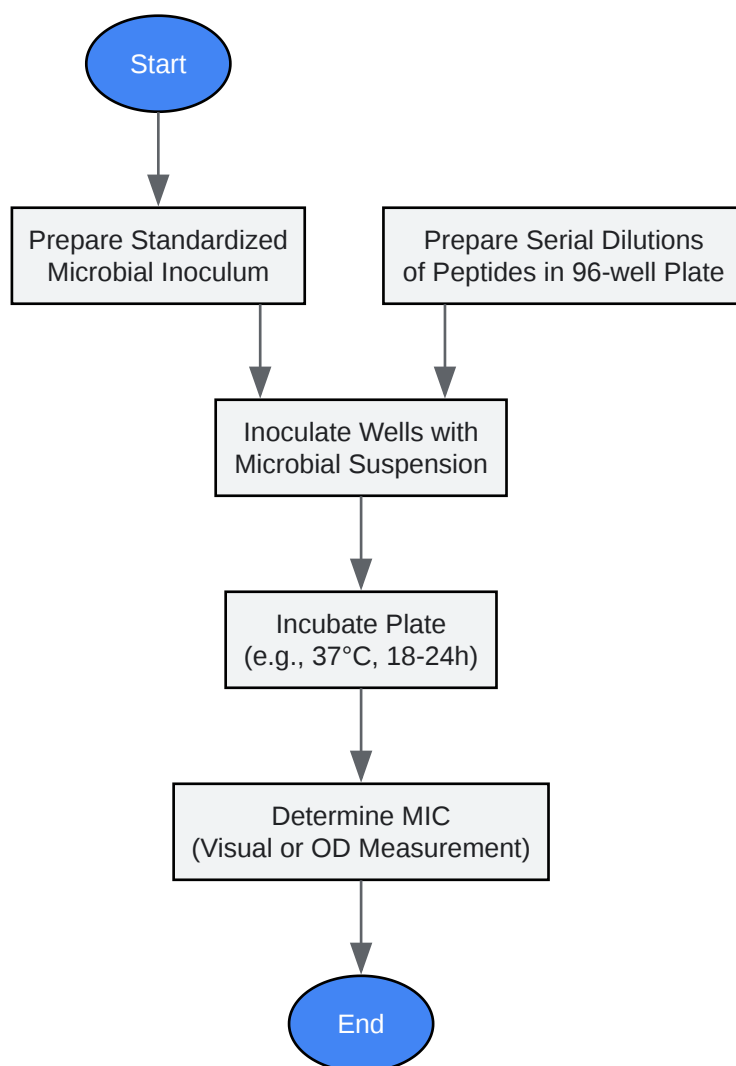 Start
Prepare Standardized
Microbial Inoculum
Prepare Serial Dilutions
of Peptides in 96-well Plate
Inoculate Wells with
Microbial Suspension
Incubate Plate
(e.g., 37°C, 18-24h)
Determine MIC
(Visual or OD Measurement)
End